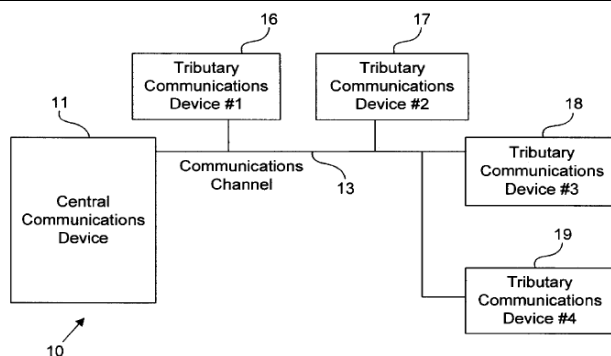 16
17
Tributary
Communications
Device #1
Tributary
Communications
Device #2
11
18
Communications
Channel
13
Tributary
Communications
Device #3
Central
Communications
Device
19
Tributary
Communications
Device #4
10